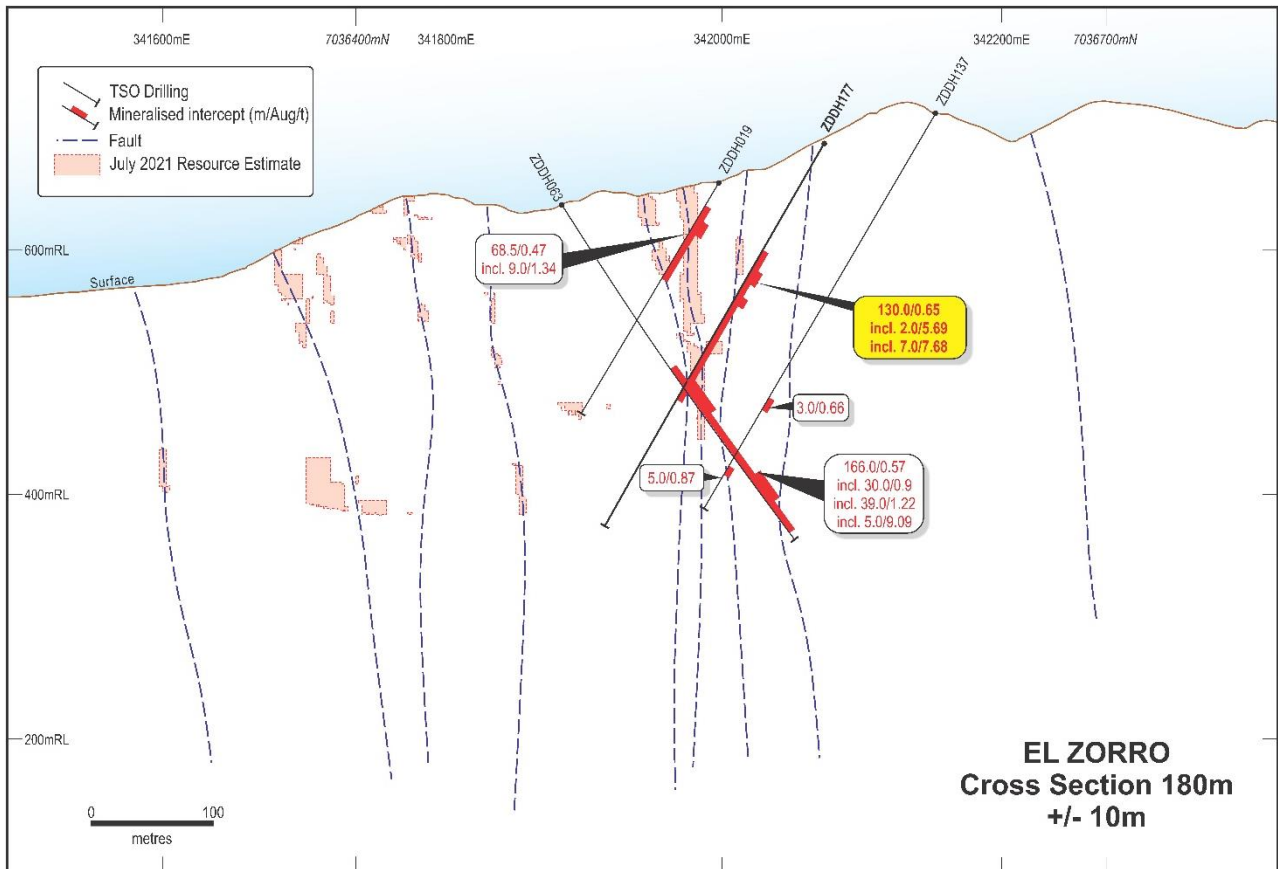 341600mE
7036400mN
341800mE
342000mE
342200mE
7036700mN
TSO Drilling
Mineralised intercept (m/Aug/t)
Fault
July 2021 Resource Estimate
ZDDH063
ZDDH019
ZDDH177
ZDDH137
600mRL
Surface
68.5/0.47
incl. 9.0/1.34
130.0/0.65
incl. 2.0/5.69
incl. 7.0/7.68
3.0/0.66
400mRL
5.0/0.87
166.0/0.57
incl. 30.0/0.9
incl. 39.0/1.22
incl. 5.0/9.09
200mRL
EL ZORRO
Cross Section 180m
+/- 10m
0 100
metres